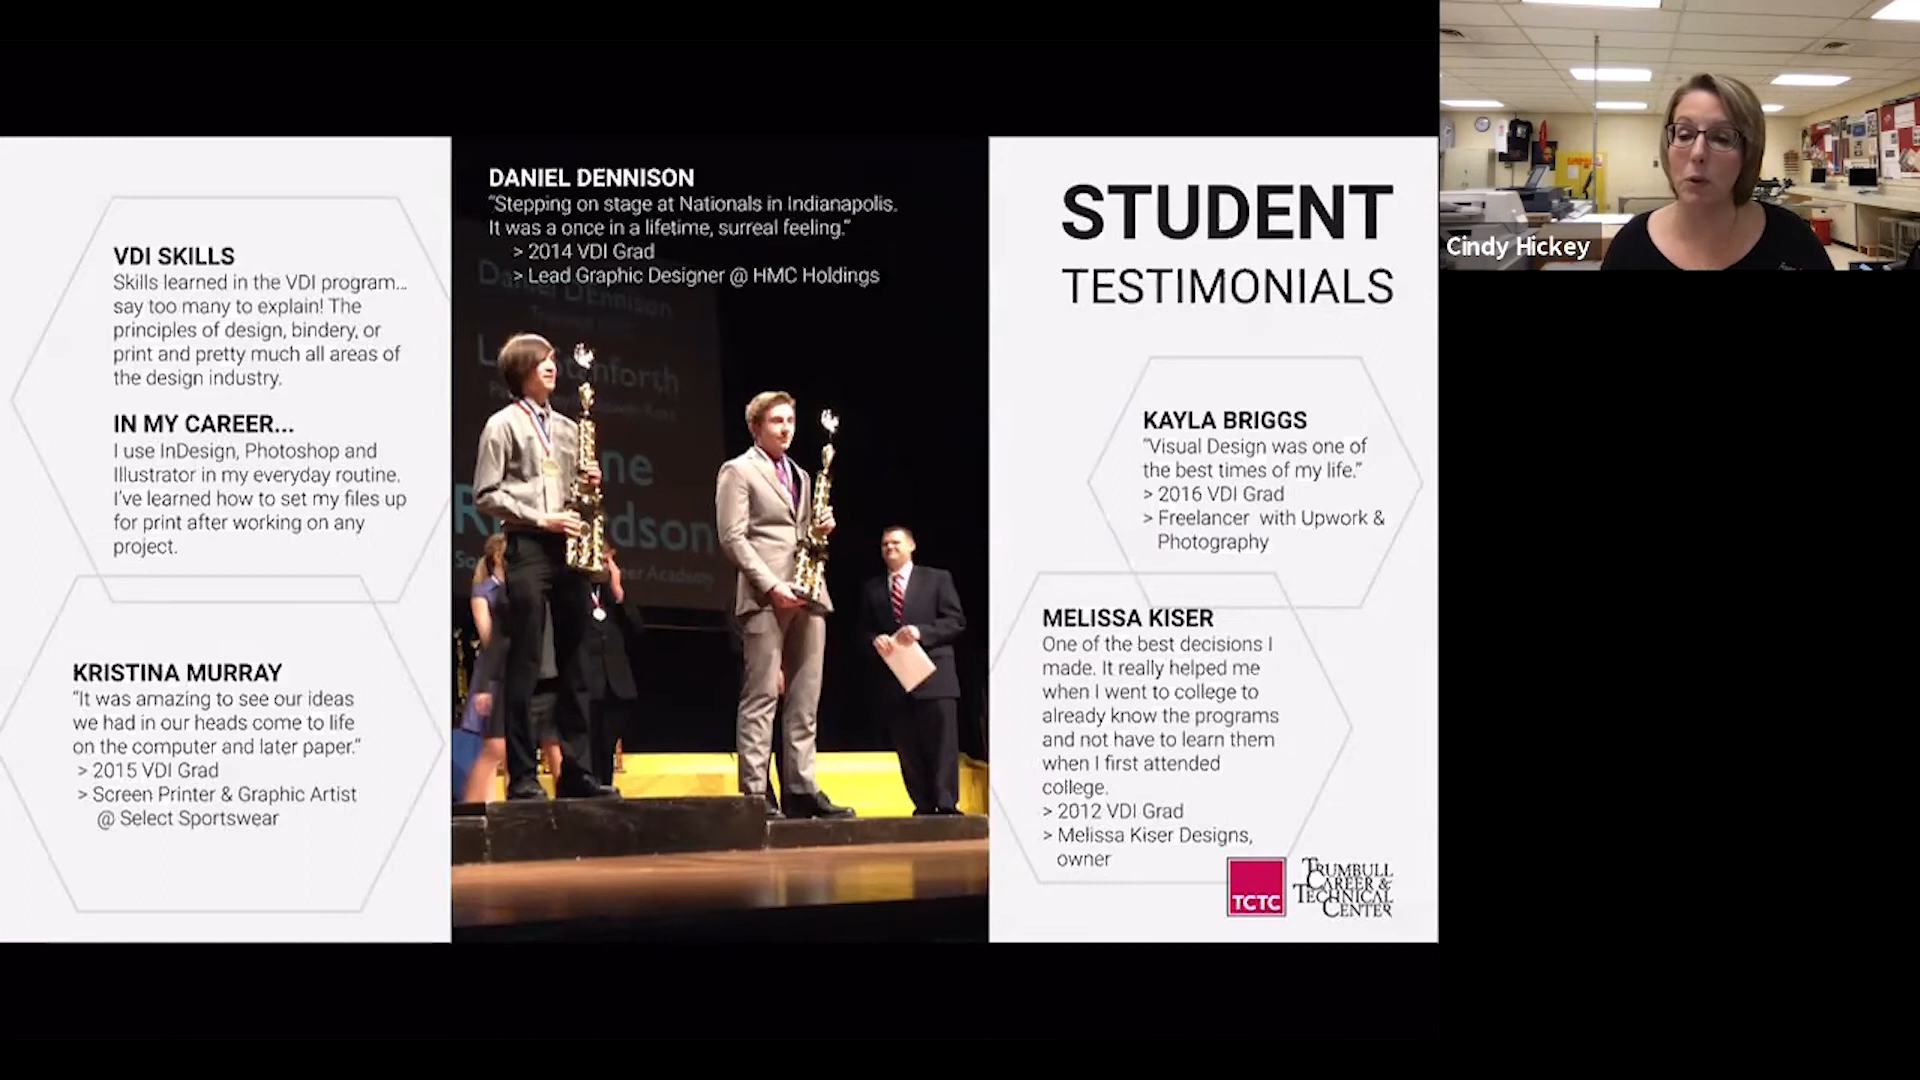 VDI SKILLS
Skills learned in the VDI program...
say too many to explain! The
principles of design, bindery, or
print and pretty much all areas of
the design industry.
IN MY CAREER...
I use InDesign, Photoshop and
Illustrator in my everyday routine.
I've learned how to set my files up
for print after working on any
project.
KRISTINA MURRAY
"It was amazing to see our ideas
we had in our heads come to life
on the computer and later paper."
> 2015 VDI Grad
> Screen Printer & Graphic Artist
@ Select Sportswear
DANIEL DENNISON
"Stepping on stage at Nationals in Indianapolis.
It was a once in a lifetime, surreal feeling."
> 2014 VDI Grad
> Lead Graphic Designer @ HMC Holdings
Daniel DEnnison
STUDENT
TESTIMONIALS
KAYLA BRIGGS
"Visual Design was one of
the best times of my life."
> 2016 VDI Grad
> Freelancer with Upwork &
Photography
MELISSA KISER
One of the best decisions I
made. It really helped me
when I went to college to
already know the programs
and not have to learn them
when I first attended
college.
> 2012 VDI Grad
> Melissa Kiser Designs,
owner
TCTC
TRUMBULL
CAREER &
TECHNICAL
CENTER
Cindy Hickey